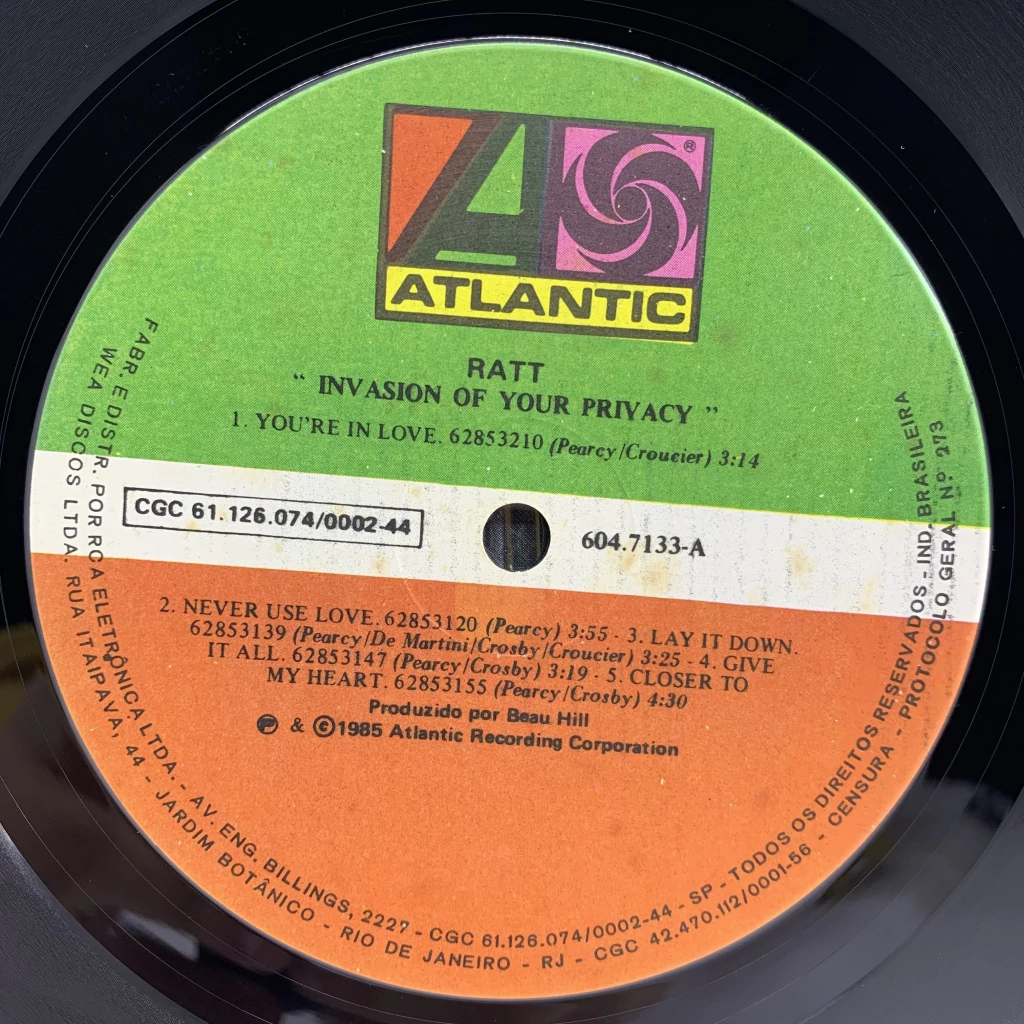 ®
ATLANTIC
RATT
“ INVASION OF YOUR PRIVACY ”
1. YOU'RE IN LOVE. 62853210 (Pearcy/Croucier) 3:14
CGC 61.126.074/0002-44
604.7133-A
2. NEVER USE LOVE. 62853120 (Pearcy) 3:55 - 3. LAY IT DOWN.
62853139 (Pearcy/De Martini/Crosby/Croucier) 3:25 - 4. GIVE
IT ALL. 62853147 (Pearcy/Crosby) 3:19 - 5. CLOSER TO
MY HEART. 62853155 (Pearcy/Crosby) 4:30
Produzido por Beau Hill
℗ & ©1985 Atlantic Recording Corporation
FABR. E DISTR. POR RCA ELETRÔNICA LTDA. - AV. ENG. BILLINGS, 2227 - CGC 61.126.074/0002-44 - SP - TODOS OS DIREITOS RESERVADOS - IND. BRASILEIRA
WEA DISCOS LTDA. RUA ITAIPAVA, 44 - JARDIM BOTÂNICO - RIO DE JANEIRO - RJ - CGC 42.470.112/0001-56 - CENSURA - PROTOCOLO GERAL Nº 273